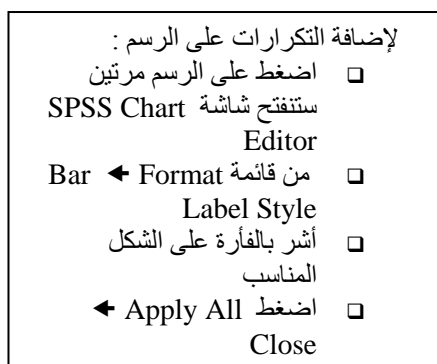 لإضافة التكرارات على الرسم :
❑ اضغط على الرسم مرتين
ستنفتح شاشة SPSS Chart
Editor
❑ من قائمة Format ← Bar
Label Style
❑ أشر بالفأرة على الشكل
المناسب
❑ اضغط Apply All ←
Close